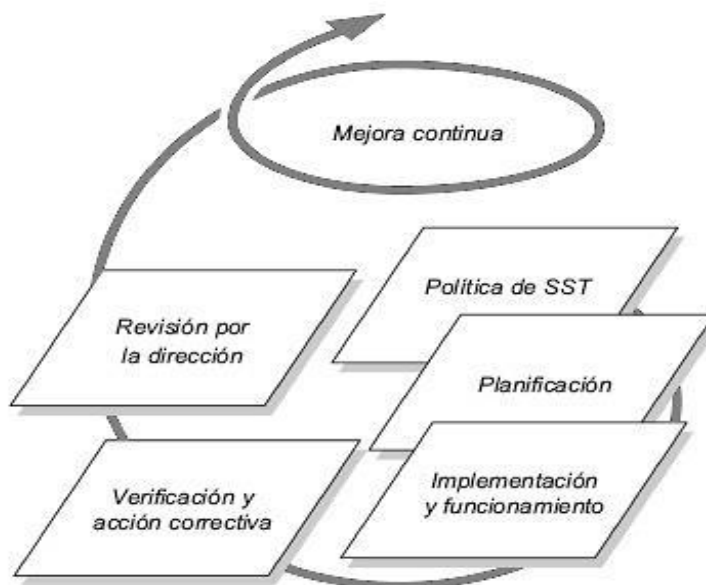 Mejora continua
Política de SST
Revisión por
la dirección
Planificación
Verificación y
acción correctiva
Implementación
y funcionamiento